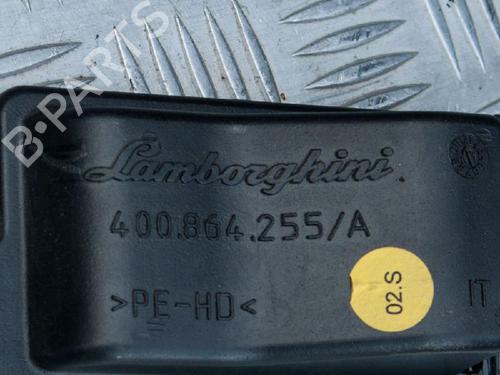 B-PARTS
Lamborghini
400.864.255/A
>PE-HD<
02.S
IT